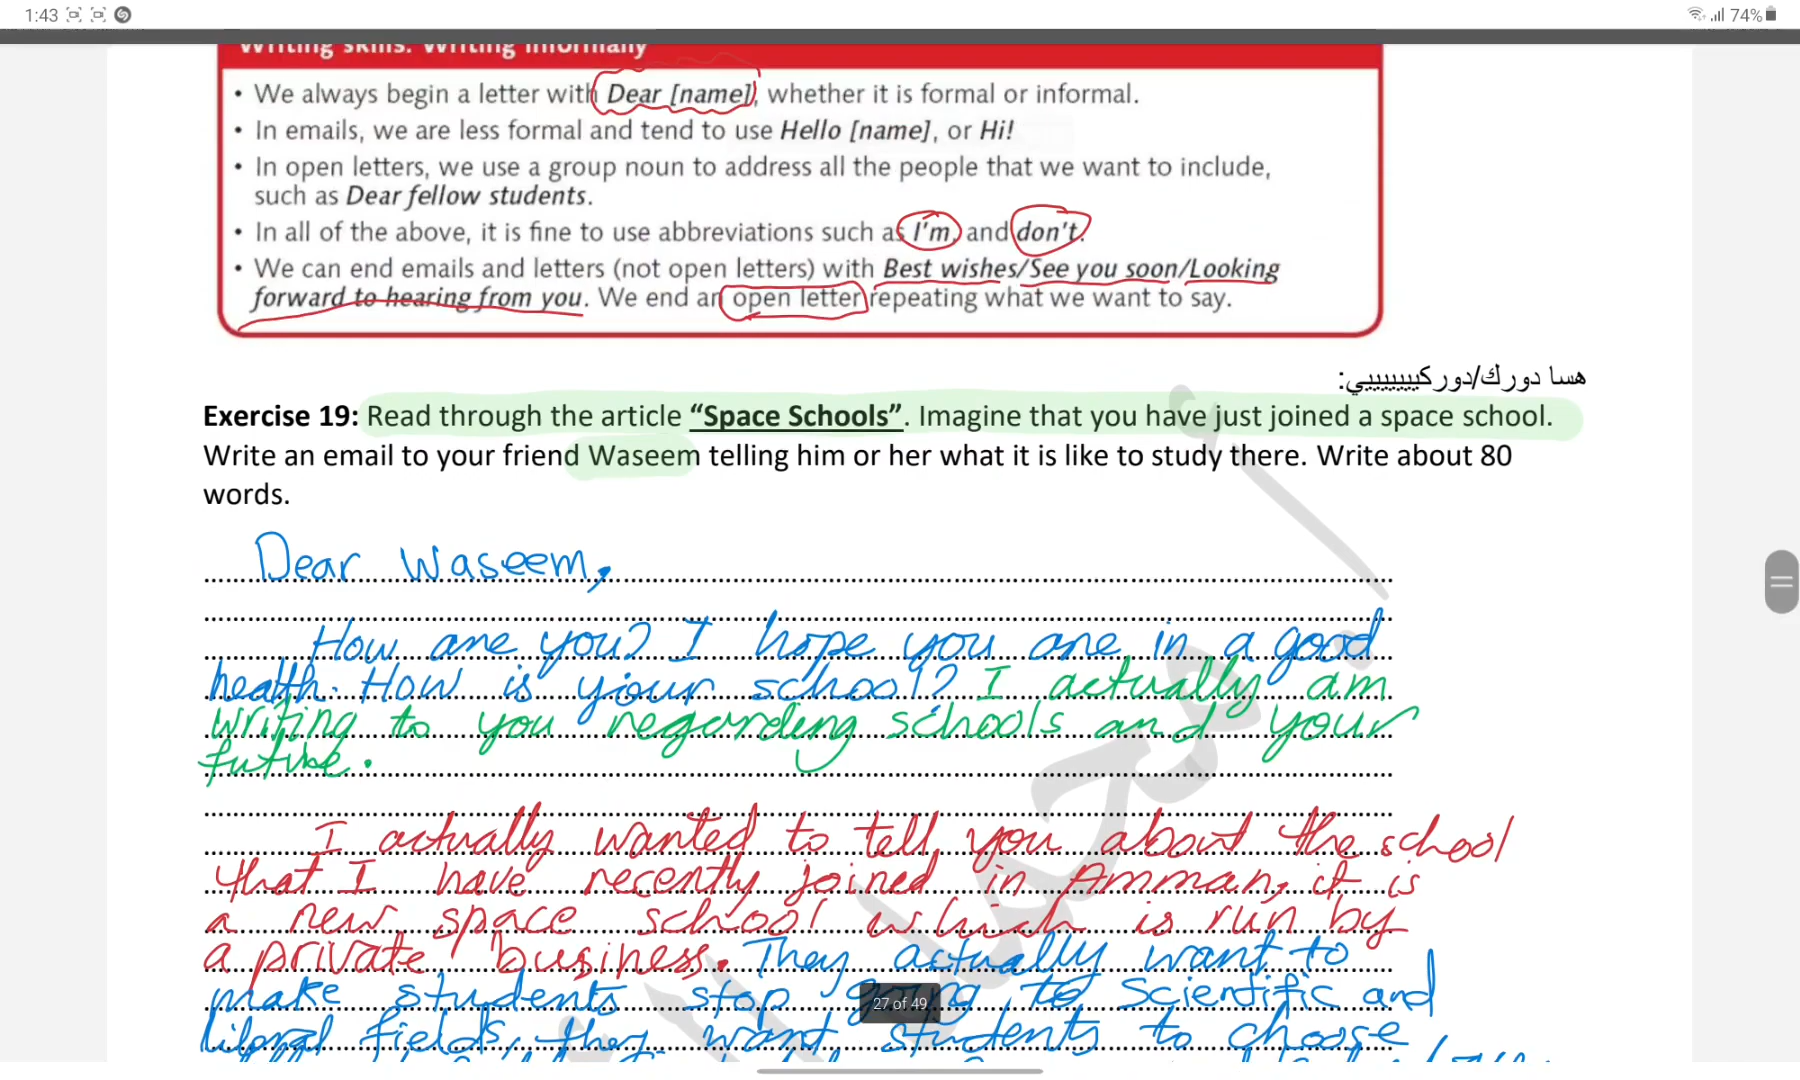 1:43
74%
Writing skills: Writing informally
• We always begin a letter with Dear [name], whether it is formal or informal.
• In emails, we are less formal and tend to use Hello [name], or Hi!
• In open letters, we use a group noun to address all the people that we want to include,
such as Dear fellow students.
• In all of the above, it is fine to use abbreviations such as I'm, and don't.
• We can end emails and letters (not open letters) with Best wishes/See you soon/Looking
forward to hearing from you. We end an open letter repeating what we want to say.
هسا دورك/دوركيييييييي:
Exercise 19: Read through the article “Space Schools”. Imagine that you have just joined a space school.
Write an email to your friend Waseem telling him or her what it is like to study there. Write about 80
words.
Dear Waseem,
How are you? I hope you are in a good
health. How is your school? I actually am
writing to you regarding schools and your
future.
I actually wanted to tell you about the school
that I have recently joined in Amman, it is
a new space school which is run by
a private business. They actually want to
make students stop going to scientific and
fields, they want students to choose
27 of 49